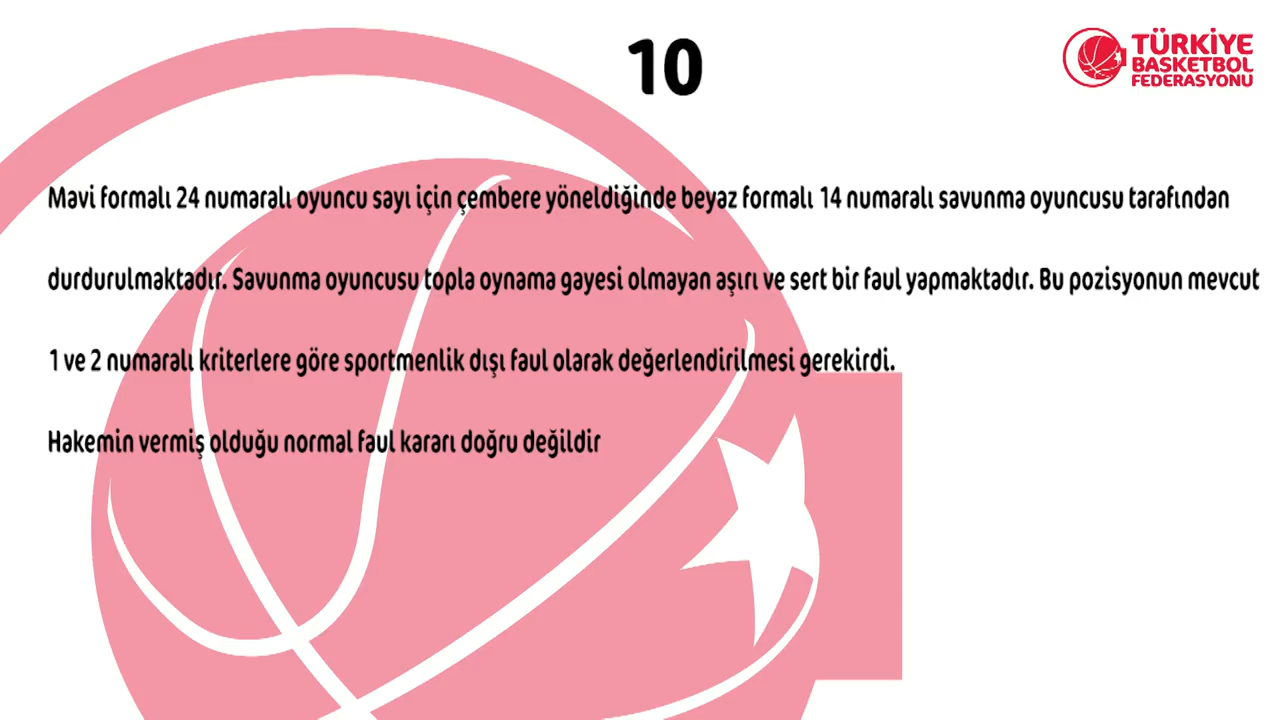 10
TÜRKİYE
BASKETBOL
FEDERASYONU
Mavi formalı 24 numaralı oyuncu sayı için çembere yöneldiğinde beyaz formalı 14 numaralı savunma oyuncusu tarafından
durdurulmaktadır. Savunma oyuncusu topla oynama gayesi olmayan aşırı ve sert bir faul yapmaktadır. Bu pozisyonun mevcut
1 ve 2 numaralı kriterlere göre sportmenlik dışı faul olarak değerlendirilmesi gerekirdi.
Hakemin vermiş olduğu normal faul kararı doğru değildir